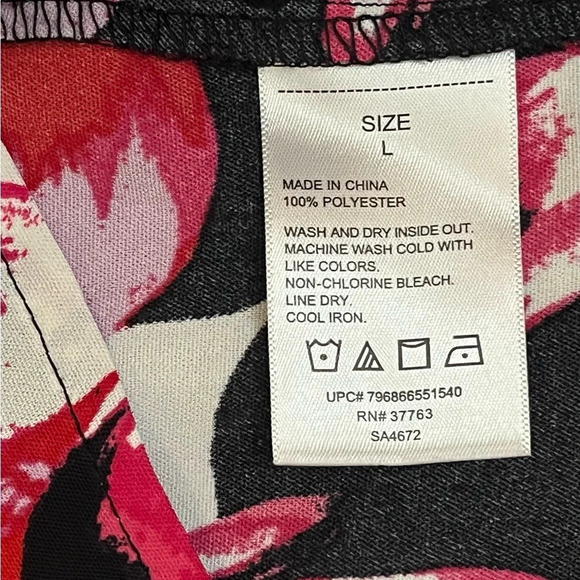 SIZE
L
MADE IN CHINA
100% POLYESTER
WASH AND DRY INSIDE OUT.
MACHINE WASH COLD WITH
LIKE COLORS.
NON-CHLORINE BLEACH.
LINE DRY.
COOL IRON.
UPC# 796866551540
RN# 37763
SA4672